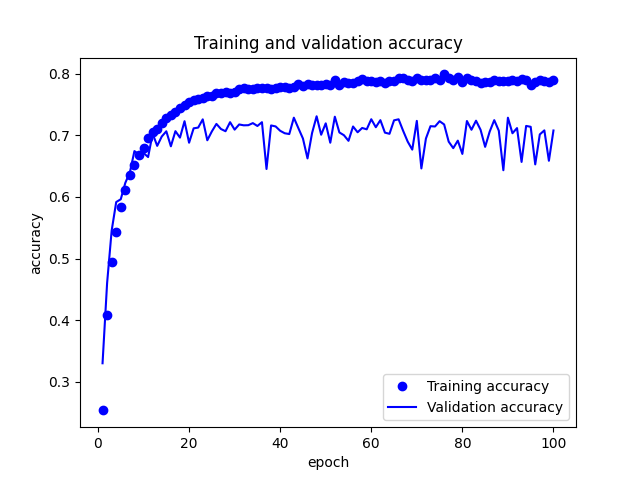 Training and validation accuracy
accuracy
0.8
0.7
0.6
0.5
0.4
0.3
Training accuracy
Validation accuracy
0
20
40
60
80
100
epoch